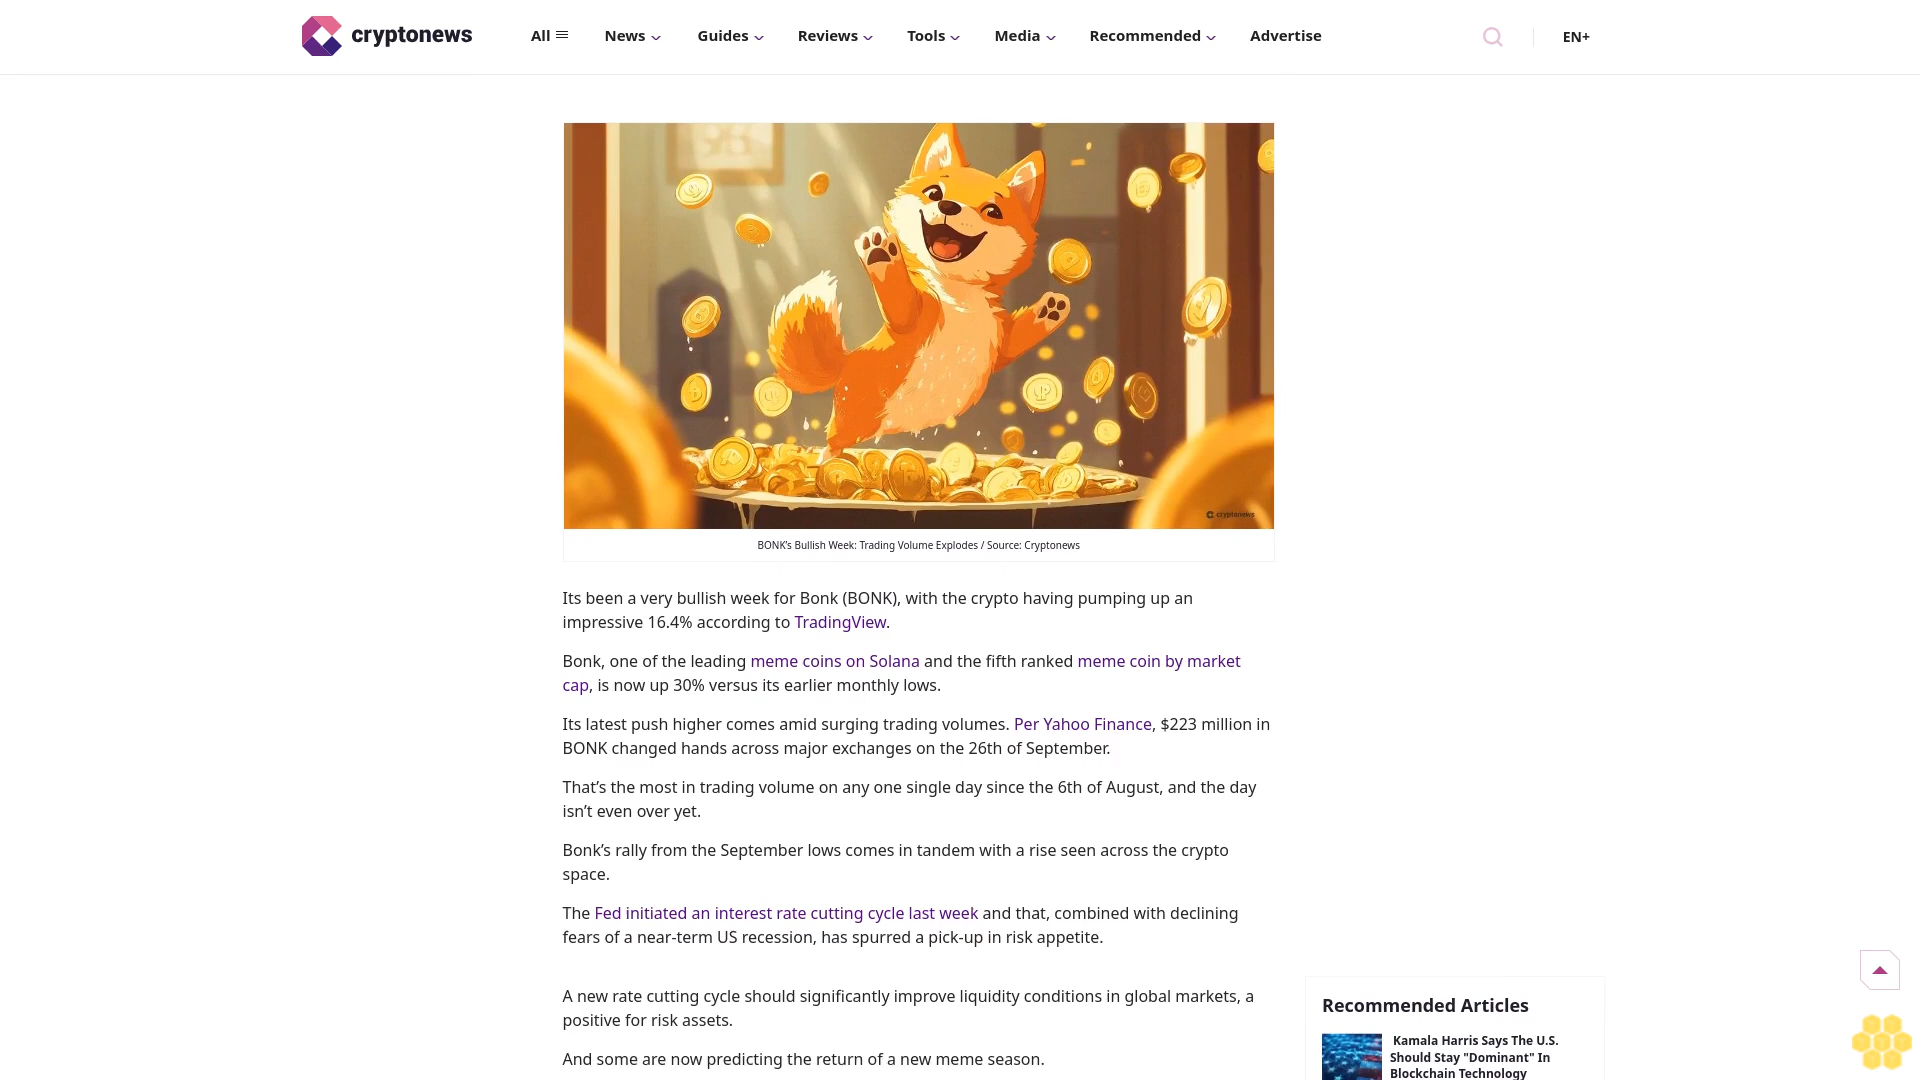 cryptonews
All
News
Guides
Reviews
Tools
Media
Recommended
Advertise
EN+
cryptonews
BONK's Bullish Week: Trading Volume Explodes / Source: Cryptonews
Its been a very bullish week for Bonk (BONK), with the crypto having pumping up an
impressive 16.4% according to TradingView.
Bonk, one of the leading meme coins on Solana and the fifth ranked meme coin by market
cap, is now up 30% versus its earlier monthly lows.
Its latest push higher comes amid surging trading volumes. Per Yahoo Finance, $223 million in
BONK changed hands across major exchanges on the 26th of September.
That’s the most in trading volume on any one single day since the 6th of August, and the day
isn’t even over yet.
Bonk’s rally from the September lows comes in tandem with a rise seen across the crypto
space.
The Fed initiated an interest rate cutting cycle last week and that, combined with declining
fears of a near-term US recession, has spurred a pick-up in risk appetite.
A new rate cutting cycle should significantly improve liquidity conditions in global markets, a
positive for risk assets.
And some are now predicting the return of a new meme season.
Recommended Articles
Kamala Harris Says The U.S.
Should Stay "Dominant" In
Blockchain Technology